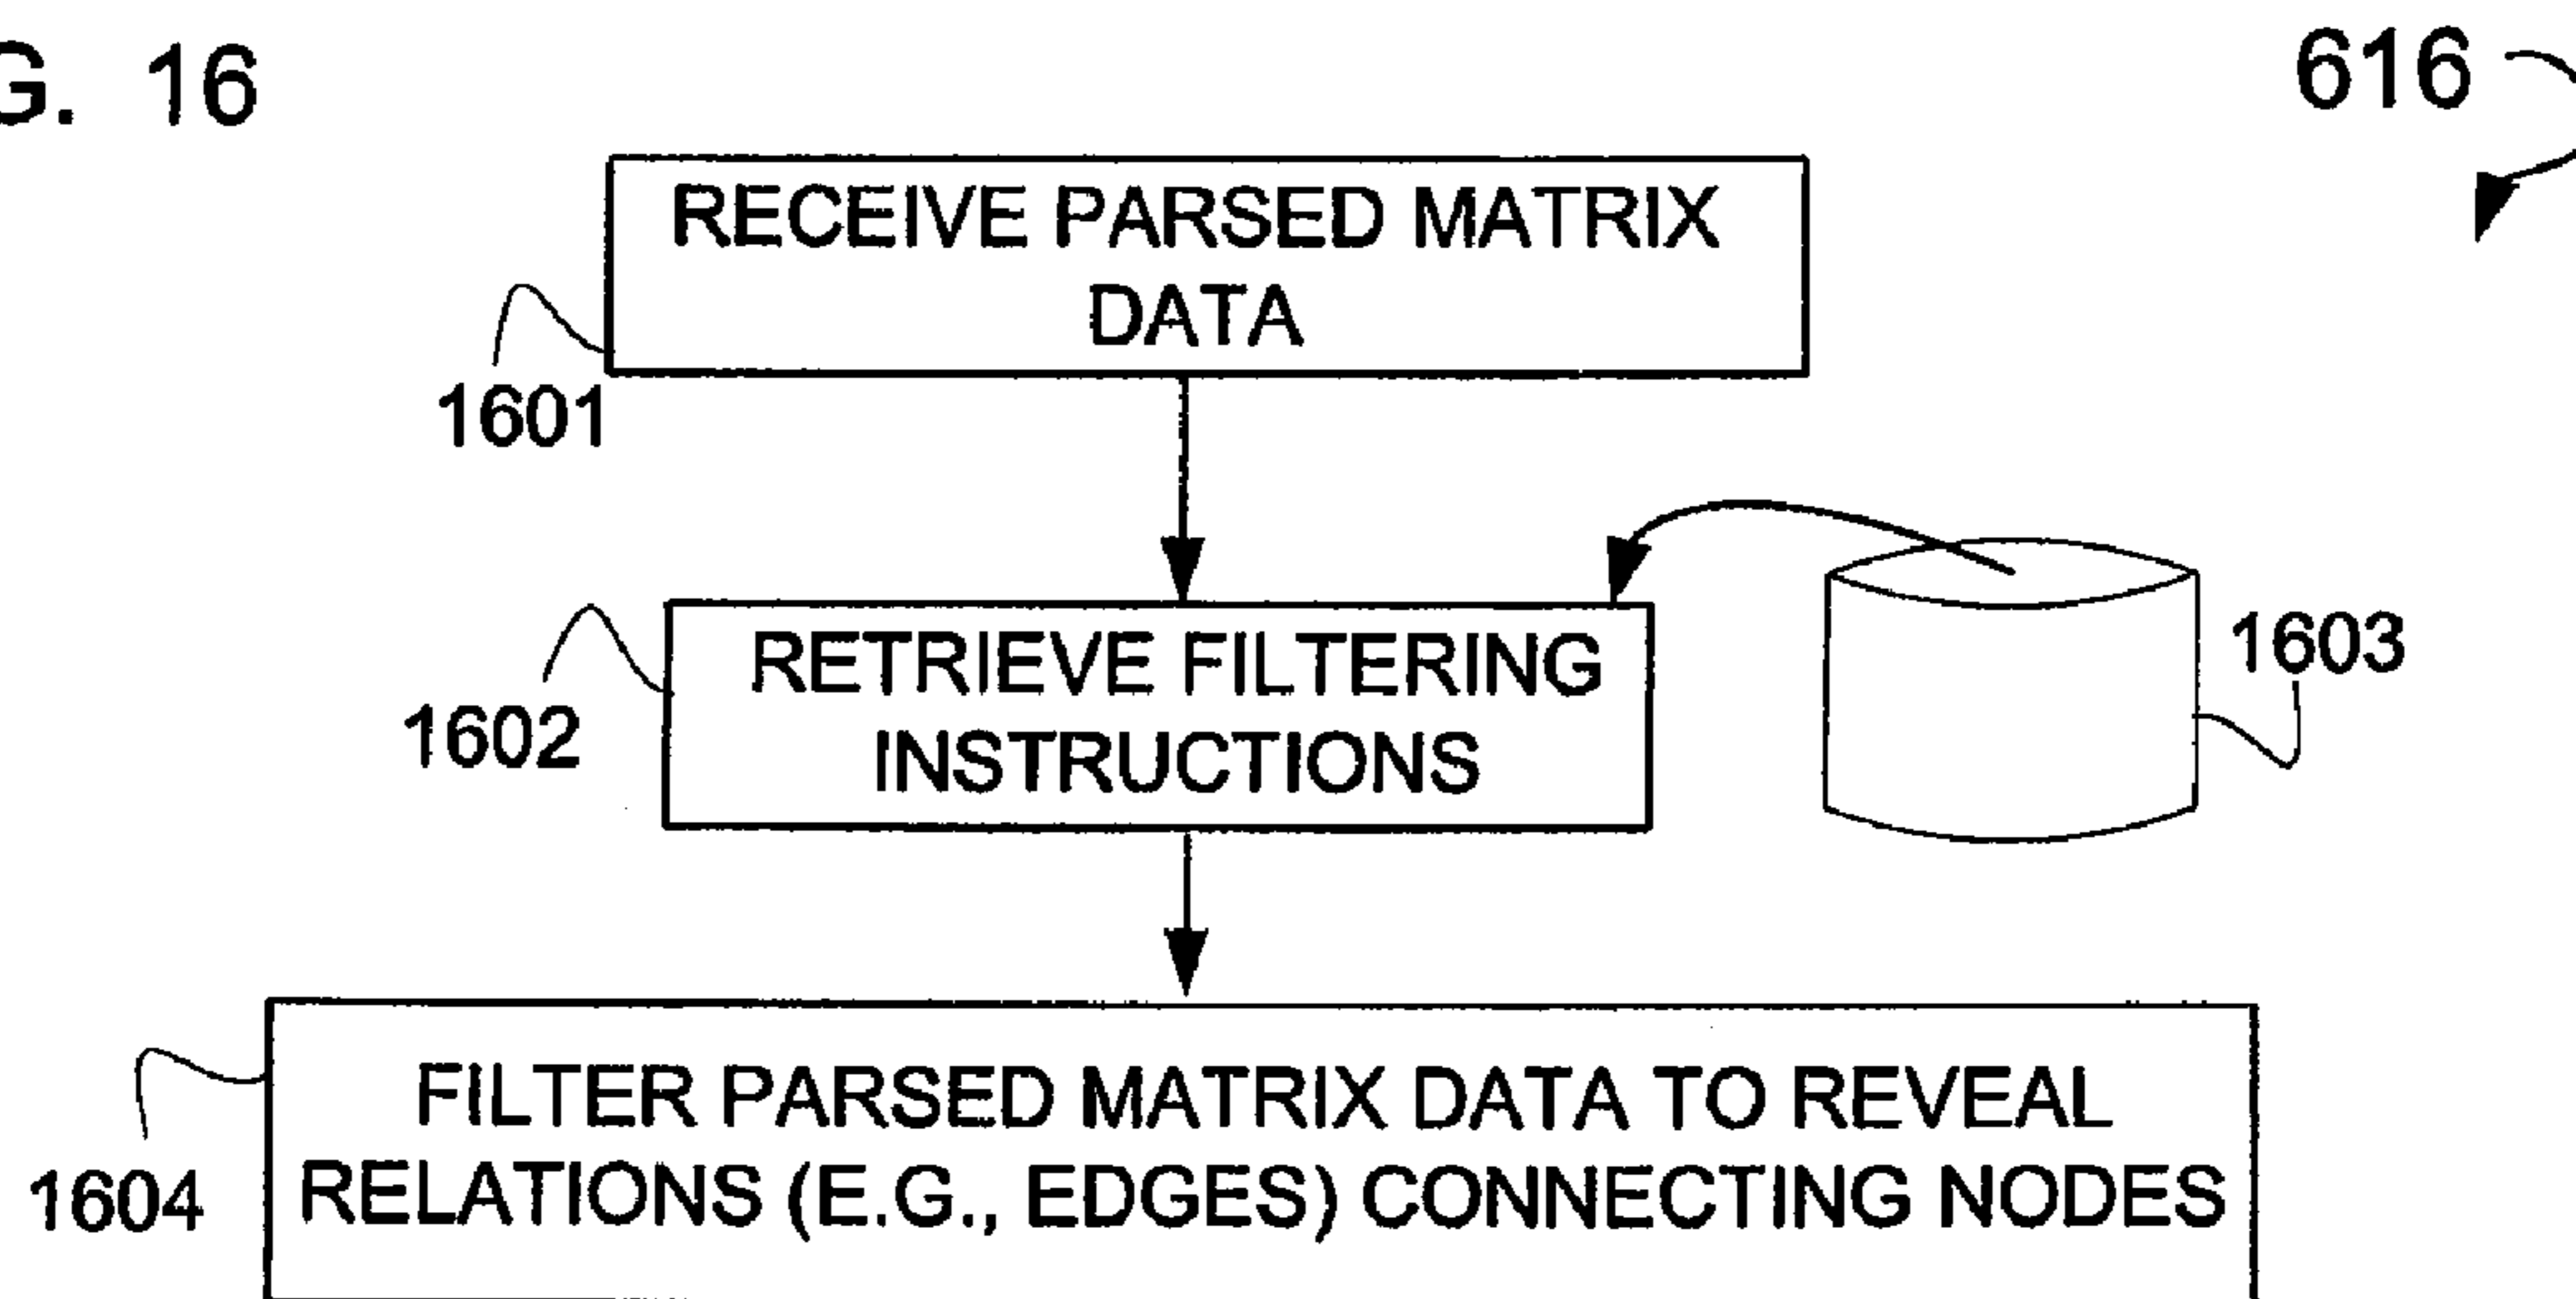 G. 16
616
RECEIVE PARSED MATRIX
DATA
1601
RETRIEVE FILTERING
INSTRUCTIONS
1602
1603
FILTER PARSED MATRIX DATA TO REVEAL
RELATIONS (E.G., EDGES) CONNECTING NODES
1604